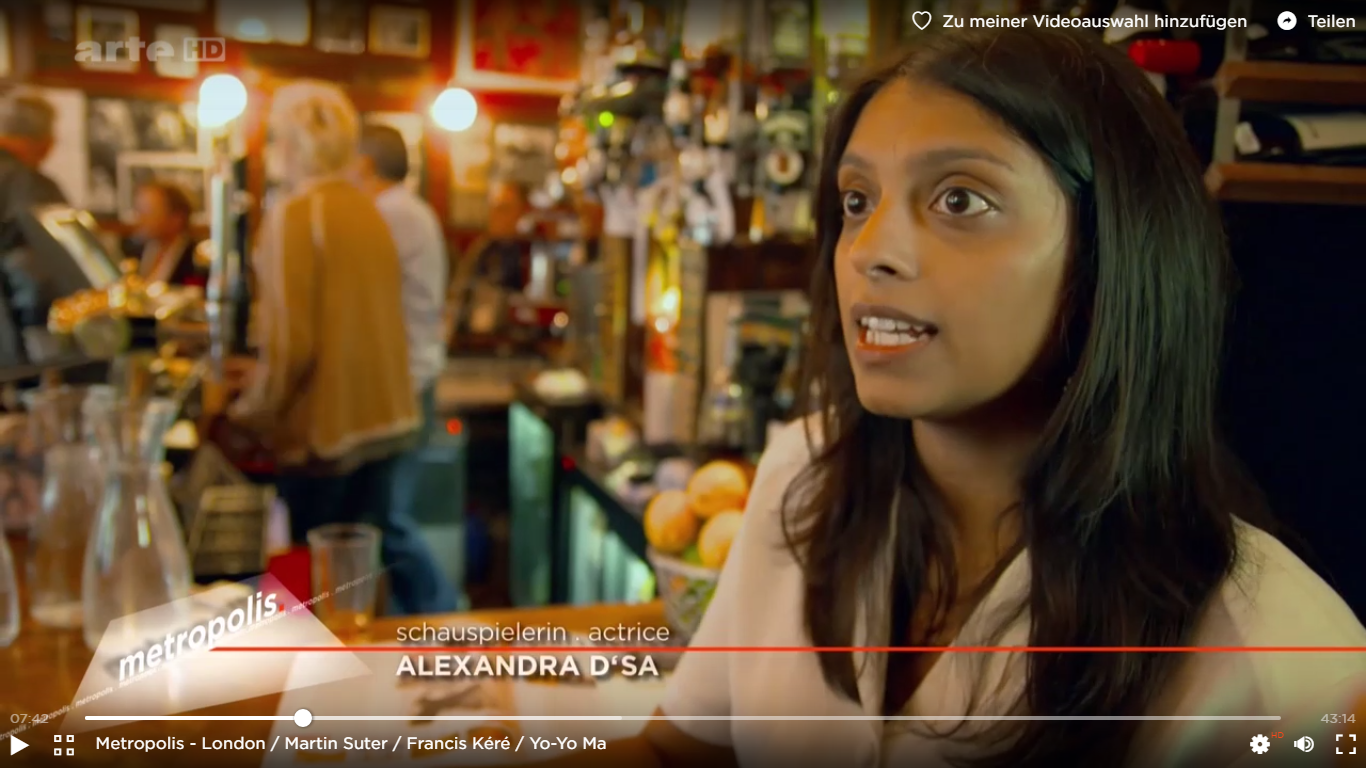 Zu meiner Videoauswahl hinzufügen
Teilen
arte HD
metropolis.
schauspielerin . actrice
ALEXANDRA D‘SA
07:42
43:14
Metropolis - London / Martin Suter / Francis Kéré / Yo-Yo Ma
HD